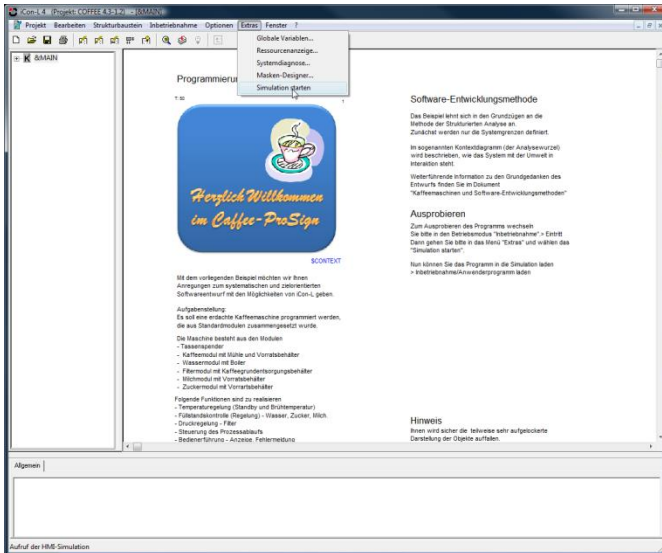 iCon-L 4 (Projekt: COFFEE 4.3-1.2) - [&MAIN]
Projekt Bearbeiten Strukturbaustein Inbetriebnahme Optionen Extras Fenster ?
Globale Variablen...
Ressourcenanzeige...
Systemdiagnose...
Masken-Designer...
Simulation starten
&MAIN
1
Herzlich Willkommen
im Caffee-ProSign
$CONTEXT
Mit dem vorliegenden Beispiel möchten wir Ihnen
Anregungen zum systematischen und zielorientierten
Softwareentwurf mit den Möglichkeiten von iCon-L geben.
Aufgabenstellung:
Es soll eine erdachte Kaffeemaschine programmiert werden,
die aus Standardmodulen zusammengesetzt wurde.
Die Maschine besteht aus den Modulen
- Tassenspender
- Kaffeemodul mit Mühle und Vorratsbehälter
- Wassermodul mit Boiler
- Filtermodul mit Kaffeegrundentsorgungsbehälter
- Milchmodul mit Vorratsbehälter
- Zuckermodul mit Vorrartsbehälter
Folgende Funktionen sind zu realisieren
- Temperaturregelung (Standby und Brühtemperatur)
- Füllstandskontrolle (Regelung) - Wasser, Zucker, Milch.
- Druckregelung - Filter
- Steuerung des Prozessablaufs
- Bedienerführung - Anzeige, Fehlermeldung
Software-Entwicklungsmethode
Das Beispiel lehnt sich in den Grundzügen an die
Methode der Strukturierten Analyse an.
Zunächst werden nur die Systemgrenzen definiert.
Im sogenannten Kontextdiagramm (der Analysewurzel)
wird beschrieben, wie das System mit der Umwelt in
Interaktion steht.
Weiterführende Information zu den Grundgedanken des
Entwurfs finden Sie im Dokument
"Kaffeemaschinen und Software-Entwicklungsmethoden"
Ausprobieren
Zum Ausprobieren des Programms wechseln
Sie bitte in den Betriebsmodus "Inbetriebnahme".> Eintritt
Dann gehen Sie bitte in das Menü "Extras" und wählen das
"Simulation starten".
Nun können Sie das Programm in die Simulation laden
> Inbetriebnahme/Anwenderprogramm laden
Hinweis
Ihnen wird sicher die teilweise sehr aufgelockerte
Darstellung der Objekte auffallen.
Allgemein
Aufruf der HMI-Simulation